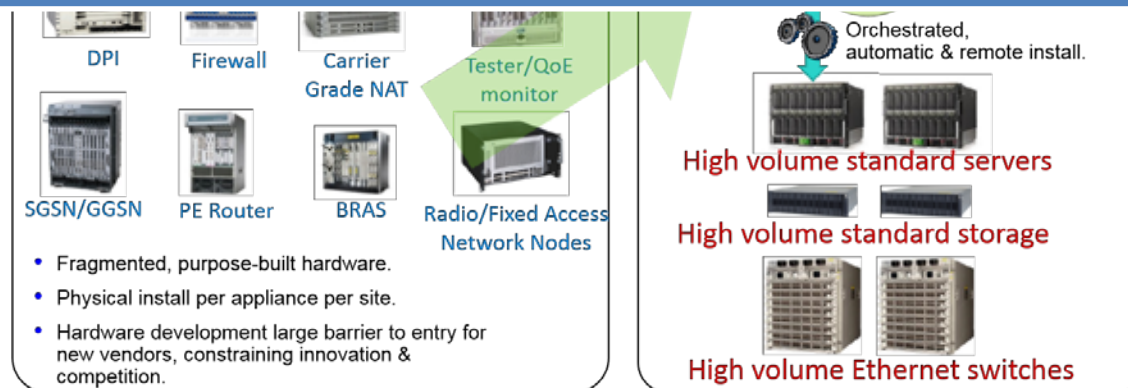 DPI
Firewall
Carrier
Grade NAT
Tester/QoE
monitor
SGSN/GGSN
PE Router
BRAS
Radio/Fixed Access
Network Nodes
• Fragmented, purpose-built hardware.
• Physical install per appliance per site.
• Hardware development large barrier to entry for
new vendors, constraining innovation &
competition.
Orchestrated,
automatic & remote install.
High volume standard servers
High volume standard storage
High volume Ethernet switches